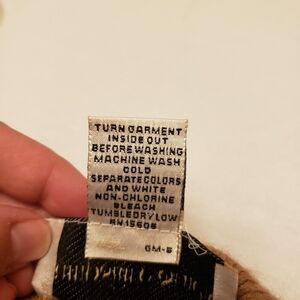 TURN GARMENT
INSIDE OUT
BEFORE WASHING
MACHINE WASH
COLD
SEPARATE COLORS
AND WHITE
NON-CHLORINE
BLEACH
TUMBLE DRY LOW
RN 15606